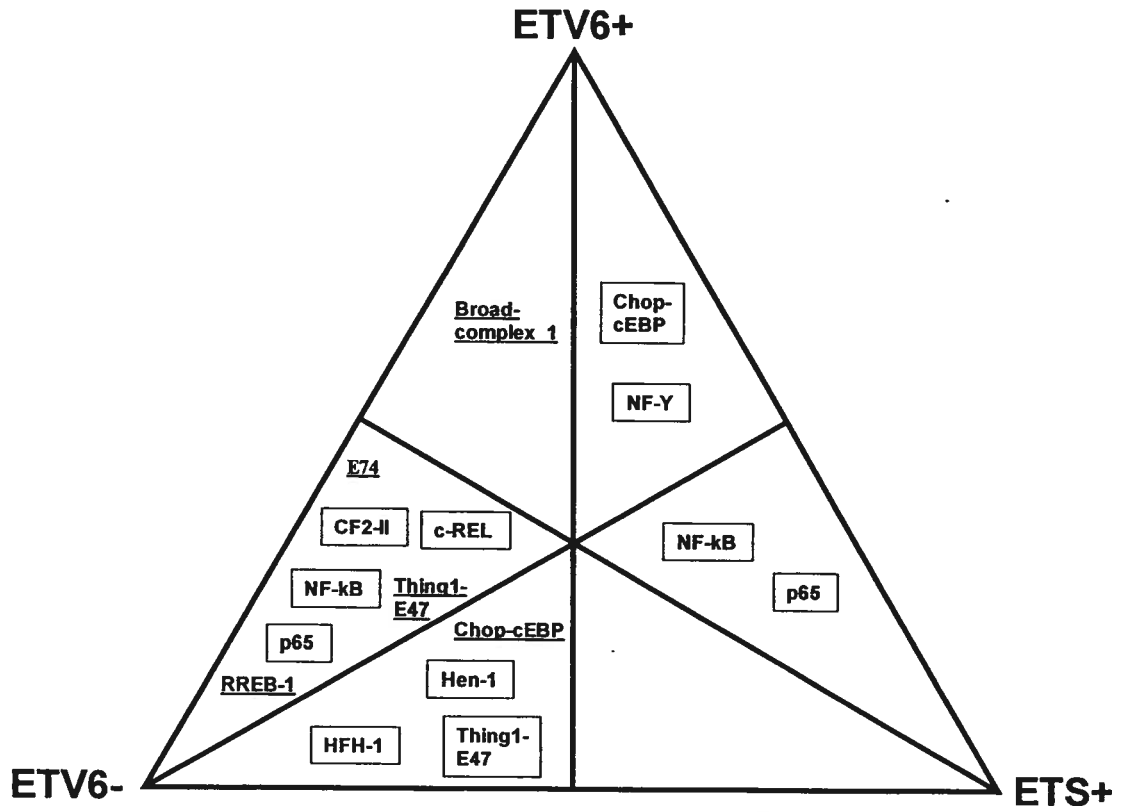 ETV6+
Broad-
complex 1
Chop-
cEBP
NF-Y
E74
CF2-II
c-REL
NF-kB
NF-kB
Thing1-
E47
p65
p65
Chop-cEBP
RREB-1
Hen-1
HFH-1
Thing1-
E47
ETV6-
ETS+